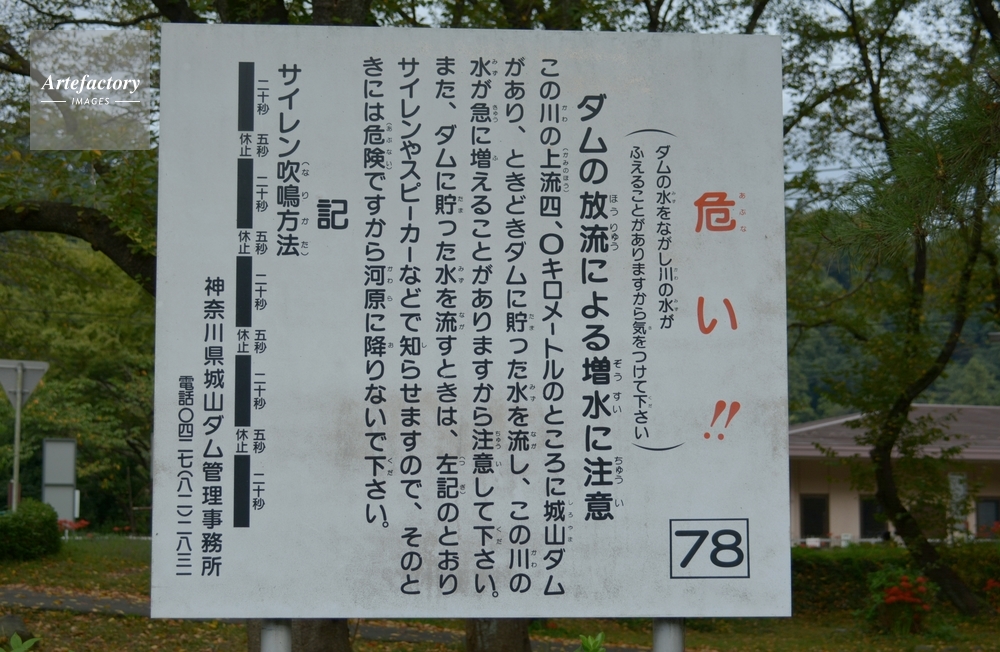 危い!!
(ダムの水をながし川の水が
ふえることがありますから気をつけて下さい)
ダムの放流による増水に注意
この川の上流四、〇キロメートルのところに城山ダム
があり、ときどきダムに貯った水を流し、この川の
水が急に増えることがありますから注意して下さい。
また、ダムに貯った水を流すときは、左記のとおり
サイレンやスピーカーなどで知らせますので、そのと
きには危険ですから河原に降りないで下さい。
記
サイレン吹鳴方法
二十秒 五秒 二十秒 五秒 二十秒 五秒 二十秒 五秒 二十秒
休止 休止 休止 休止
神奈川県城山ダム管理事務所
電話〇四二七(八二)二八三一
78
Artefactory
IMAGES